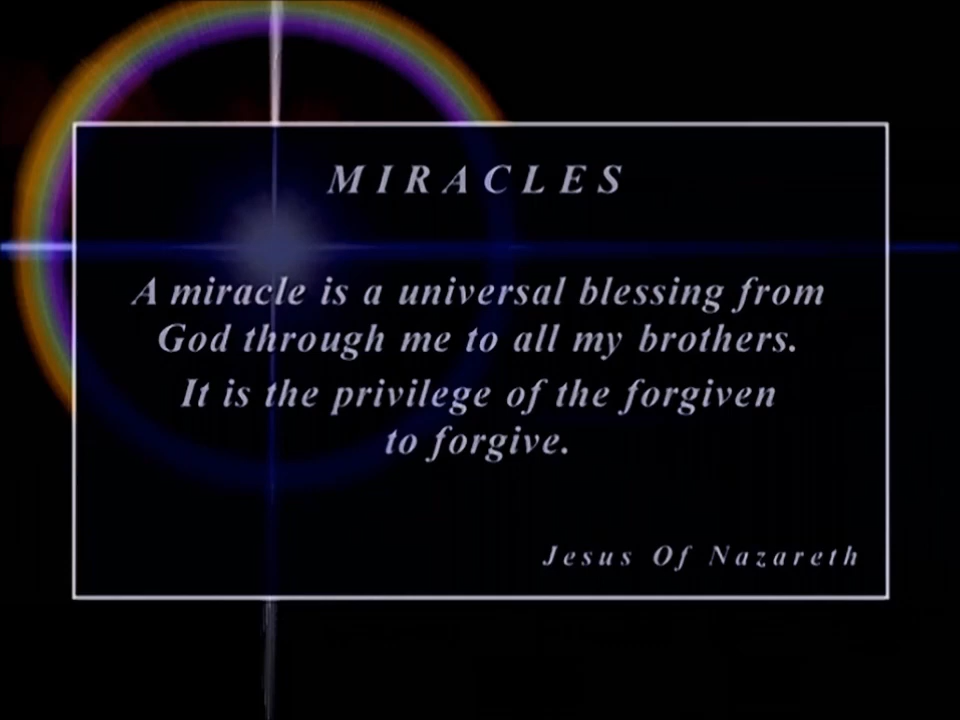 MIRACLES
A miracle is a universal blessing from
God through me to all my brothers.
It is the privilege of the forgiven
to forgive.
Jesus Of Nazareth